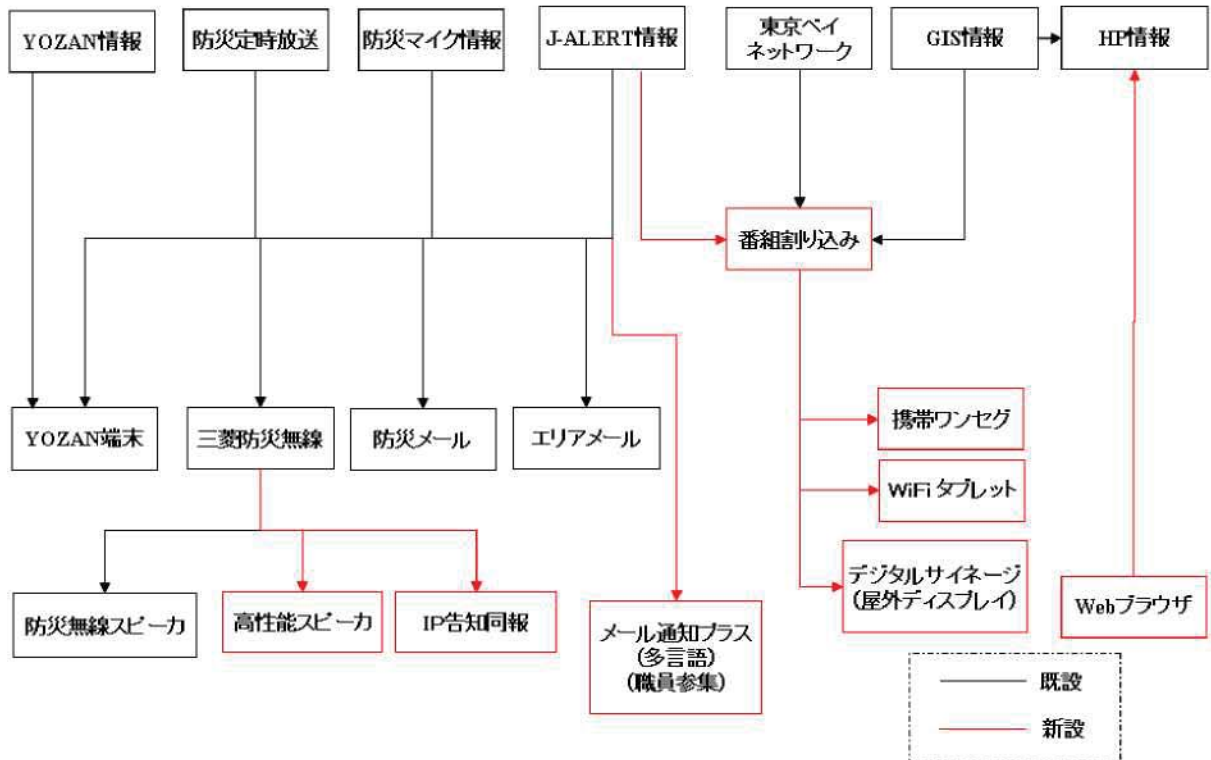 YOZAN情報
防災定時放送
防災マイク情報
J-ALERT情報
東京ベイ
ネットワーク
GIS情報
HP情報
番組割り込み
YOZAN端末
三菱防災無線
防災メール
エリアメール
携帯ワンセグ
WiFiタブレット
デジタルサイネージ
(屋外ディスプレイ)
防災無線スピーカ
高性能スピーカ
IP告知同報
メール通知プラス
(多言語)
(職員参集)
Webブラウザ
既設
新設